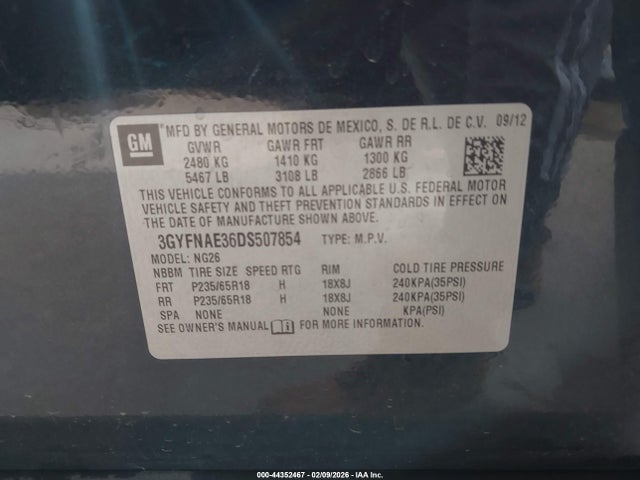 GM
MFD BY GENERAL MOTORS DE MEXICO, S. DE R.L. DE C.V. 09/12
GVWR GAWR FRT GAWR RR
2480 KG 1410 KG 1300 KG
5467 LB 3108 LB 2866 LB
THIS VEHICLE CONFORMS TO ALL APPLICABLE U.S. FEDERAL MOTOR
VEHICLE SAFETY AND THEFT PREVENTION STANDARDS IN EFFECT ON
THE DATE OF MANUFACTURE SHOWN ABOVE.
3GYFNAE36DS507854 TYPE: M.P.V.
MODEL: NG26
NBBM TIRE SIZE SPEED RTG RIM COLD TIRE PRESSURE
FRT P235/65R18 H 18X8J 240KPA(35PSI)
RR P235/65R18 H 18X8J 240KPA(35PSI)
SPA NONE NONE KPA(PSI)
SEE OWNER'S MANUAL FOR MORE INFORMATION.
000-44352467 - 02/09/2026 - IAA Inc.